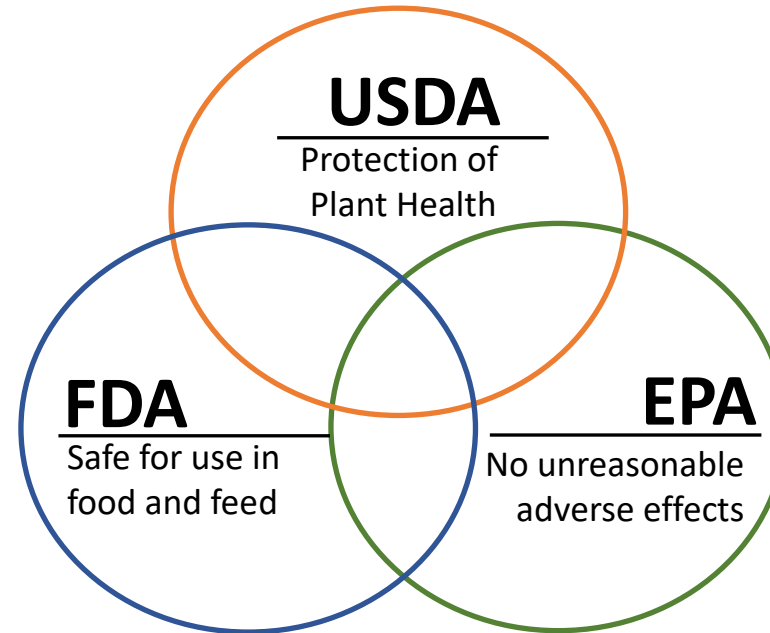 USDA
Protection of
Plant Health
FDA
Safe for use in
food and feed
EPA
No unreasonable
adverse effects